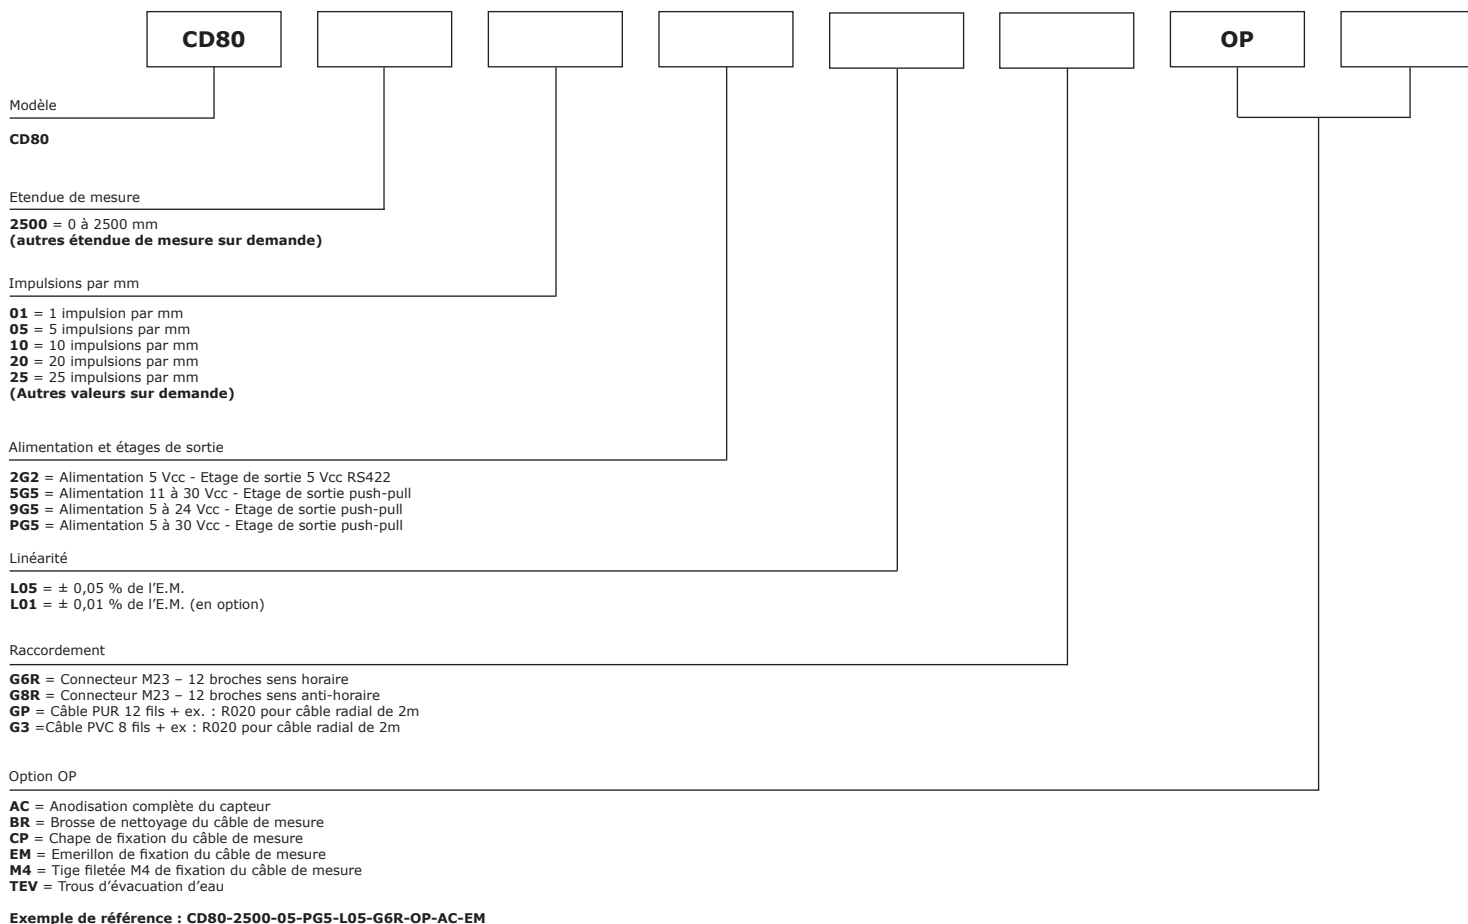 CD80
OP
Modèle
CD80
Etendue de mesure
2500 = 0 à 2500 mm
(autres étendue de mesure sur demande)
Impulsions par mm
01 = 1 impulsion par mm
05 = 5 impulsions par mm
10 = 10 impulsions par mm
20 = 20 impulsions par mm
25 = 25 impulsions par mm
(Autres valeurs sur demande)
Alimentation et étages de sortie
2G2 = Alimentation 5 Vcc - Etage de sortie 5 Vcc RS422
5G5 = Alimentation 11 à 30 Vcc - Etage de sortie push-pull
9G5 = Alimentation 5 à 24 Vcc - Etage de sortie push-pull
PG5 = Alimentation 5 à 30 Vcc - Etage de sortie push-pull
Linéarité
L05 = ± 0,05 % de l'E.M.
L01 = ± 0,01 % de l'E.M. (en option)
Raccordement
G6R = Connecteur M23 – 12 broches sens horaire
G8R = Connecteur M23 – 12 broches sens anti-horaire
GP = Câble PUR 12 fils + ex. : R020 pour câble radial de 2m
G3 =Câble PVC 8 fils + ex : R020 pour câble radial de 2m
Option OP
AC = Anodisation complète du capteur
BR = Brosse de nettoyage du câble de mesure
CP = Chape de fixation du câble de mesure
EM = Emerillon de fixation du câble de mesure
M4 = Tige filetée M4 de fixation du câble de mesure
TEV = Trous d'évacuation d'eau
Exemple de référence : CD80-2500-05-PG5-L05-G6R-OP-AC-EM